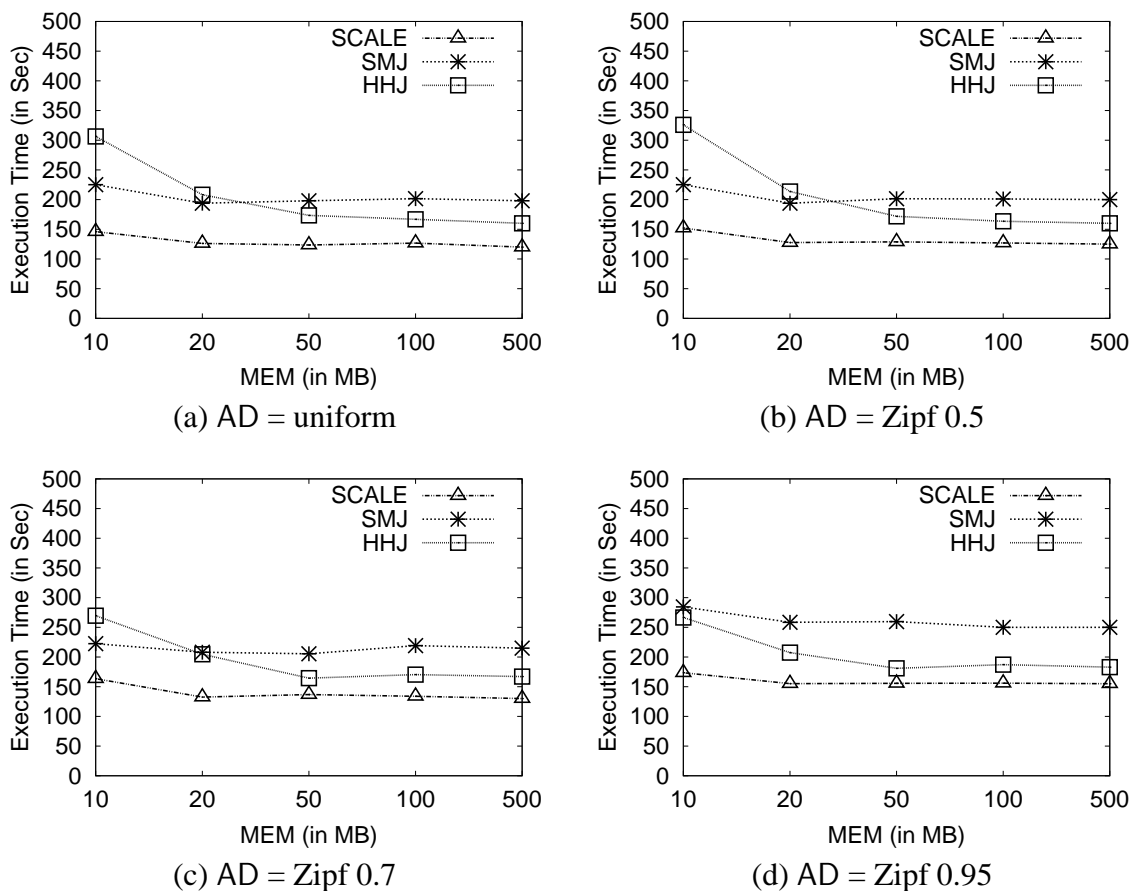 500
450
400
350
300
250
200
150
100
50
0
Execution Time (in Sec)
SCALE
SMJ
HHJ
10 20 50 100 500
MEM (in MB)
(a) AD = uniform
500
450
400
350
300
250
200
150
100
50
0
Execution Time (in Sec)
SCALE
SMJ
HHJ
10 20 50 100 500
MEM (in MB)
(b) AD = Zipf 0.5
500
450
400
350
300
250
200
150
100
50
0
Execution Time (in Sec)
SCALE
SMJ
HHJ
10 20 50 100 500
MEM (in MB)
(c) AD = Zipf 0.7
500
450
400
350
300
250
200
150
100
50
0
Execution Time (in Sec)
SCALE
SMJ
HHJ
10 20 50 100 500
MEM (in MB)
(d) AD = Zipf 0.95